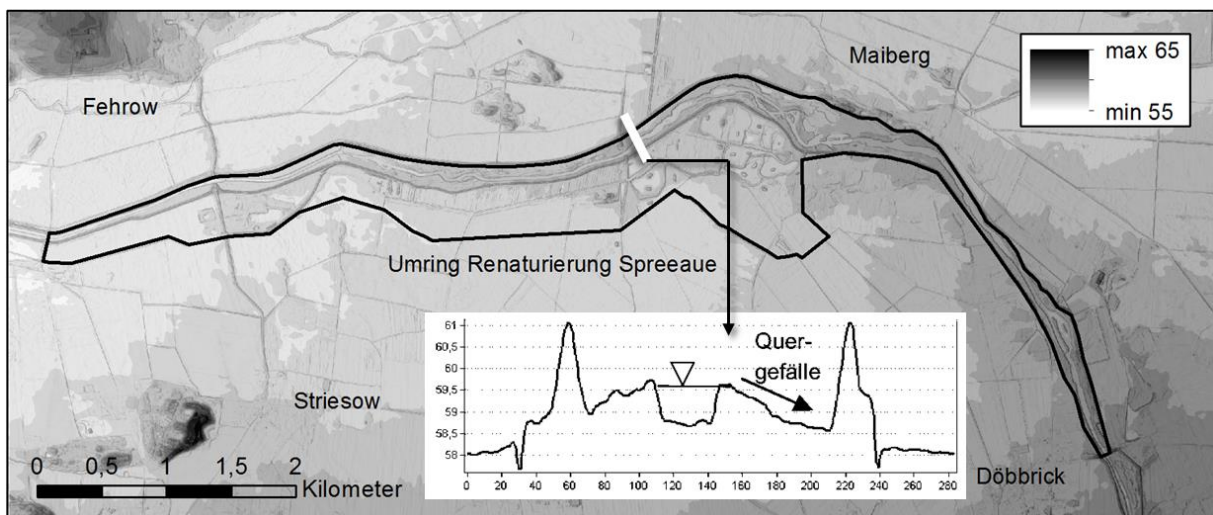 Maiberg
max 65
min 55
Fehrow
Umring Renaturierung Spreeaue
Striesow
0 0,5 1 1,5 2
Kilometer
61
60,5
60
59,5
59
58,5
58
Quer-
gefälle
0 20 40 60 80 100 120 140 160 180 200 220 240 260 280
Döbbrick